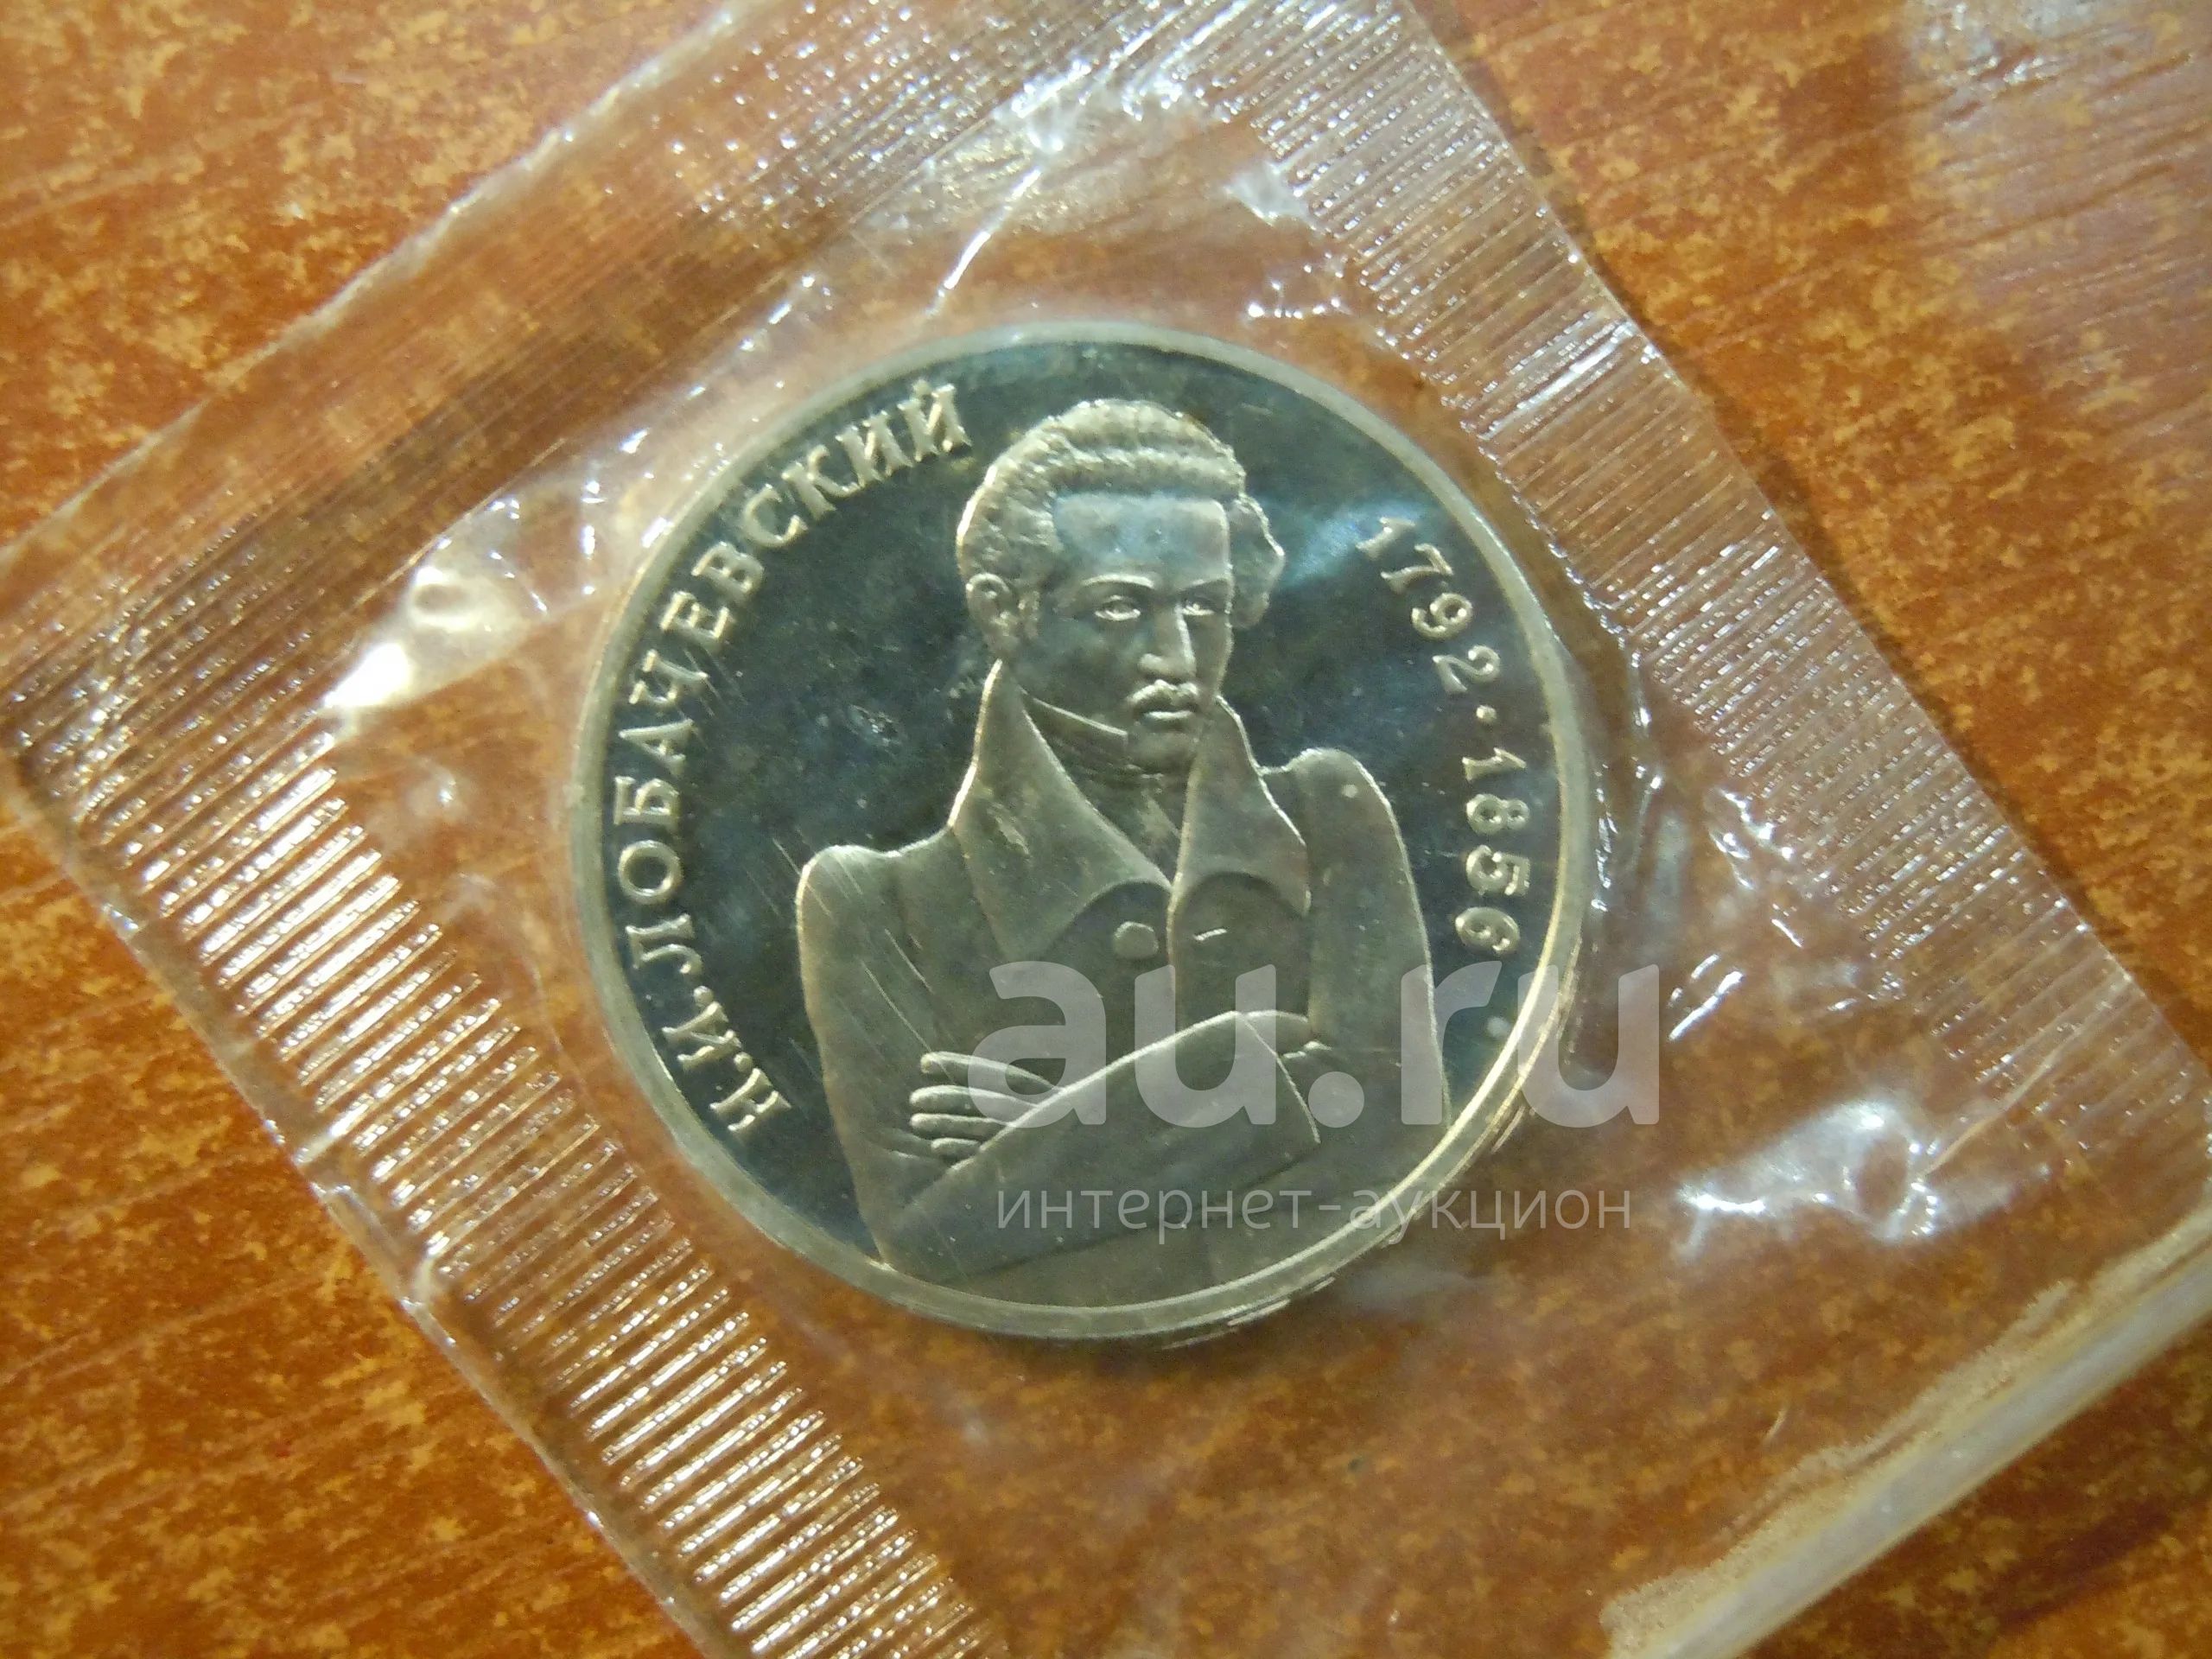 Н.И.ЛОБАЧЕВСКИЙ
1792·1856
au.ru
интернет-аукцион